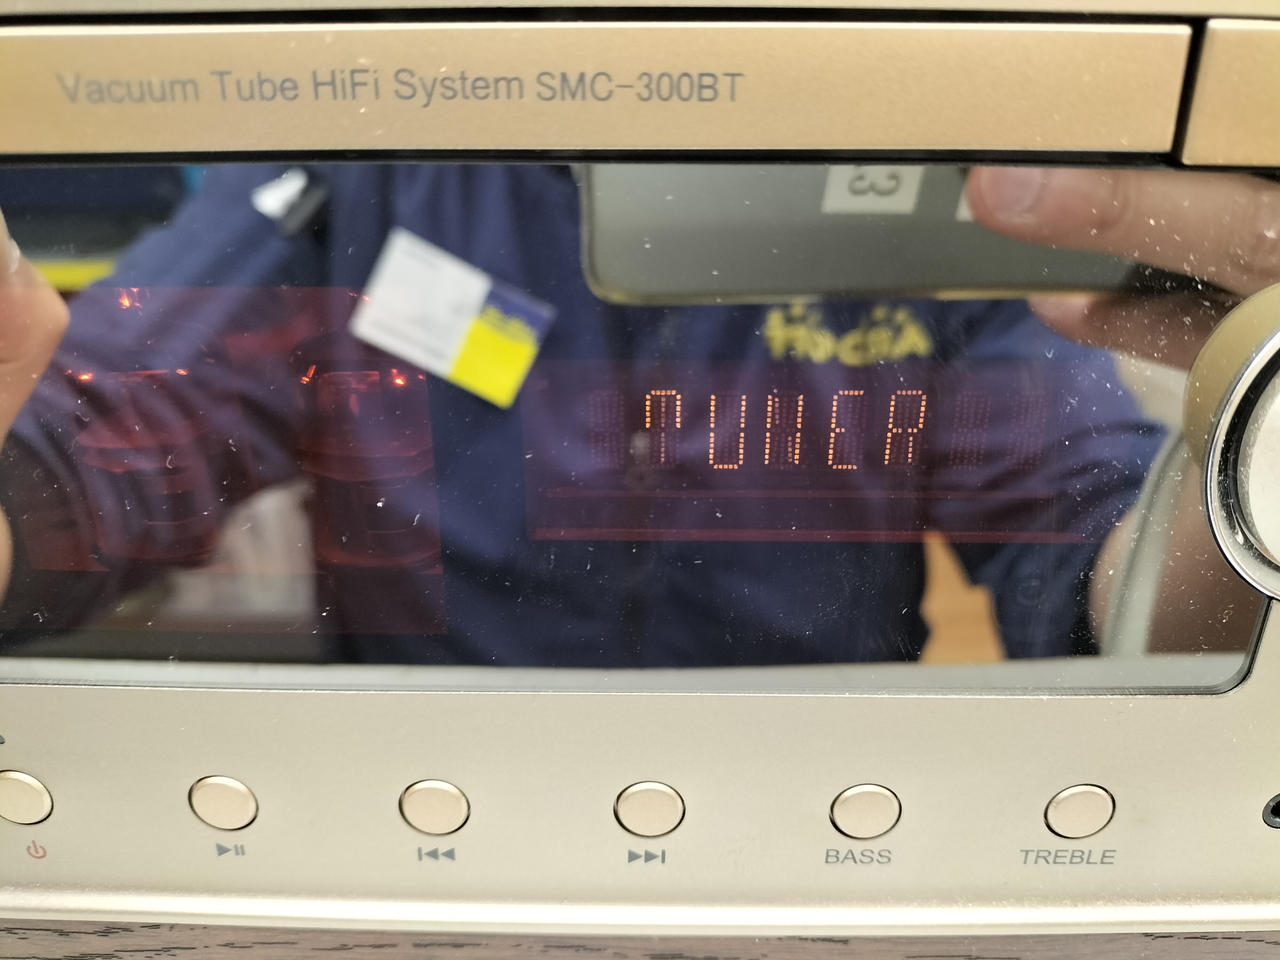 Vacuum Tube HiFi System SMC-300BT
TUNER
BASS
TREBLE